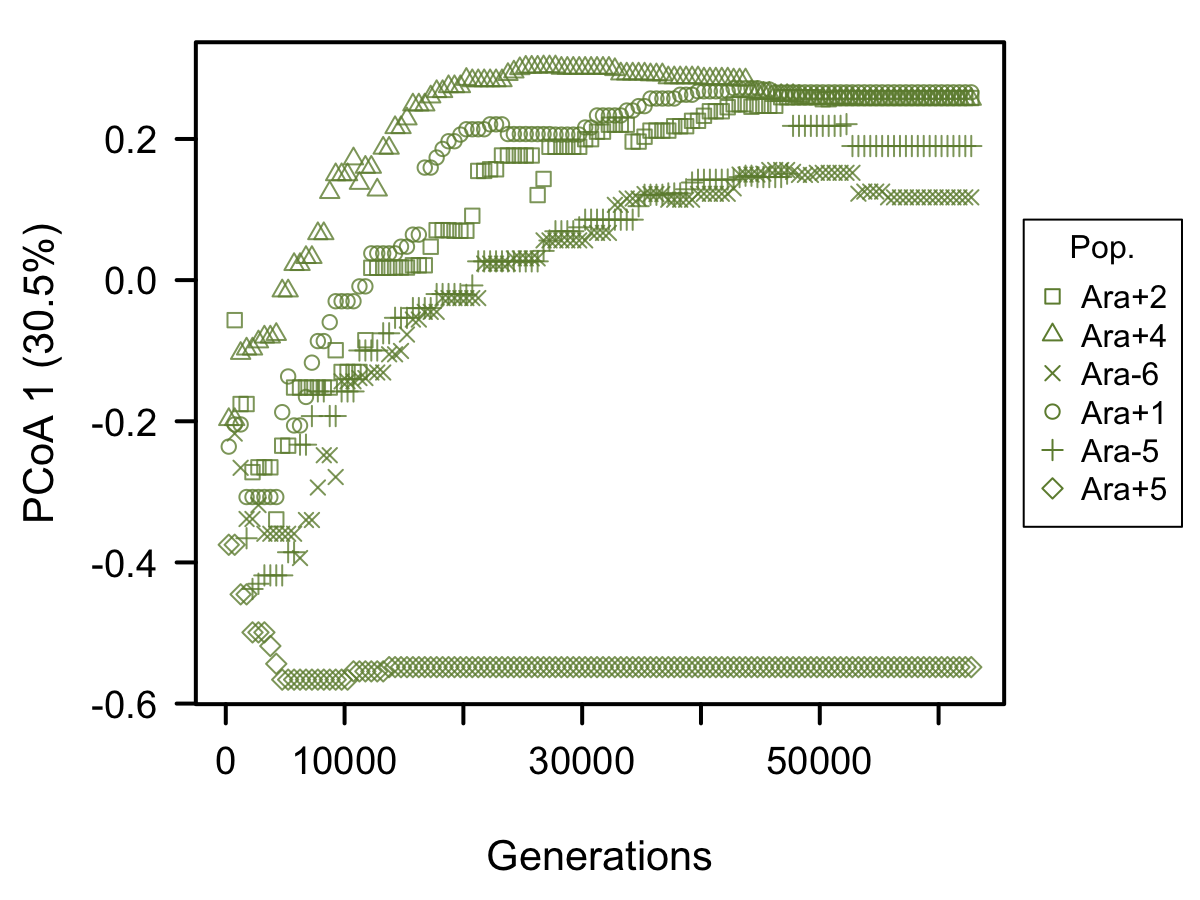 PCoA 1 (30.5%)
0.2
0.0
-0.2
-0.4
-0.6
0 10000 30000 50000
Generations
Pop.
Ara+2
Ara+4
Ara-6
Ara+1
Ara-5
Ara+5